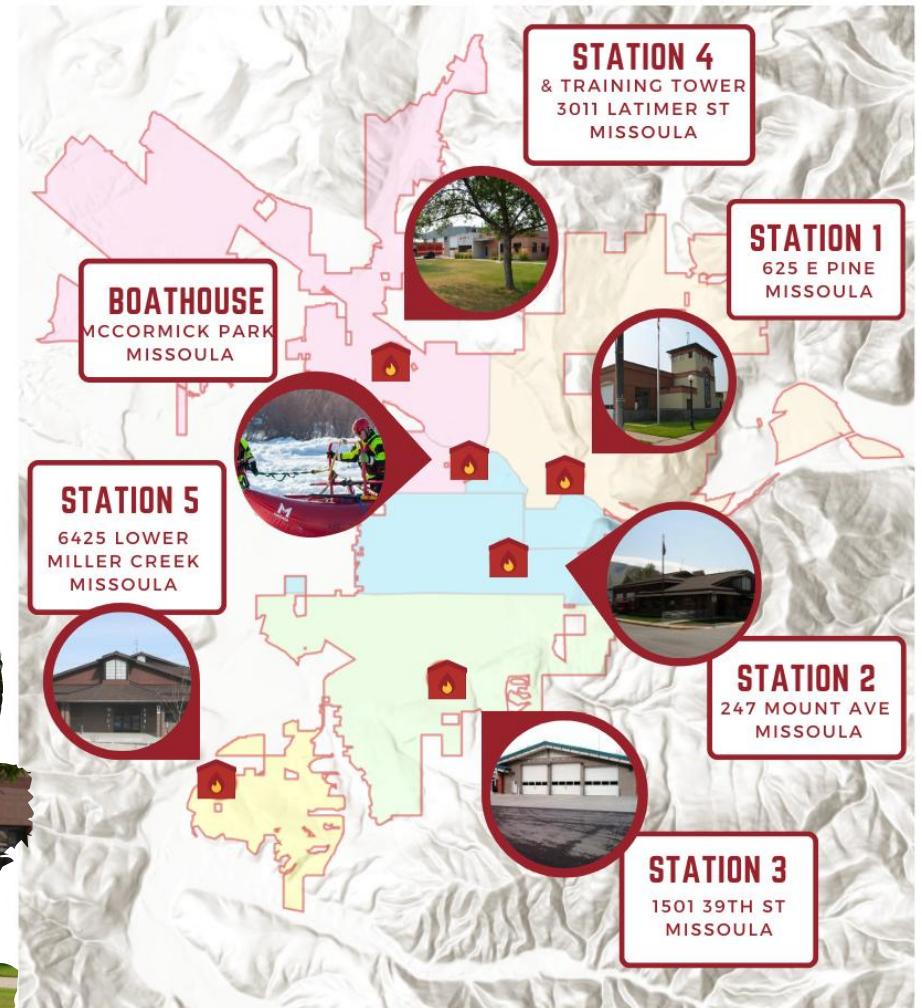 STATION 4
& TRAINING TOWER
3011 LATIMER ST
MISSOULA
STATION 1
625 E PINE
MISSOULA
BOATHOUSE
MCCORMICK PARK
MISSOULA
STATION 5
6425 LOWER
MILLER CREEK
MISSOULA
STATION 2
247 MOUNT AVE
MISSOULA
STATION 3
1501 39TH ST
MISSOULA